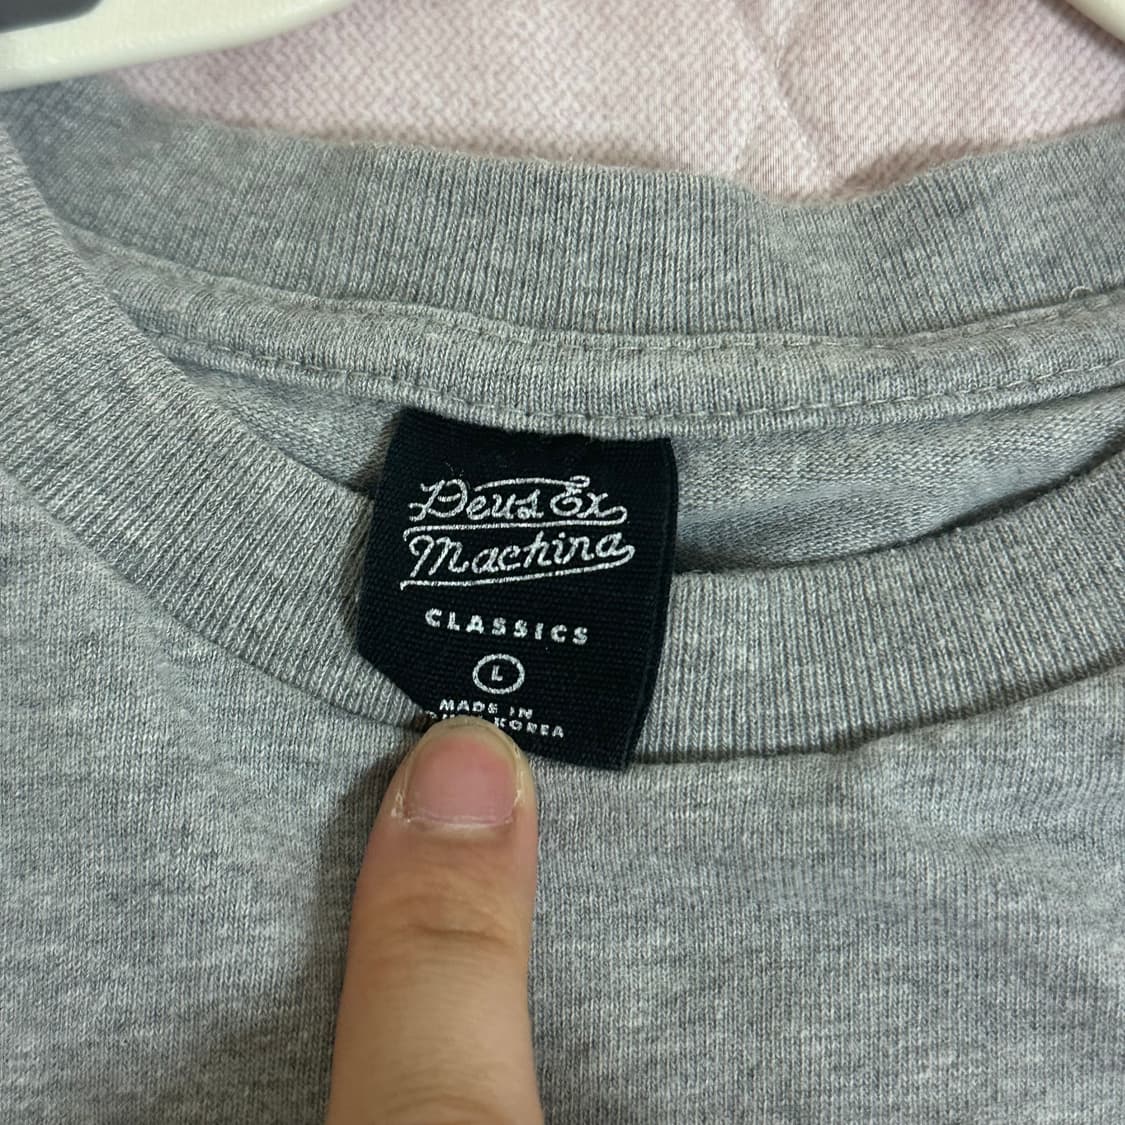 Deus Ex
Machina
CLASSICS
L
MADE IN
KOREA